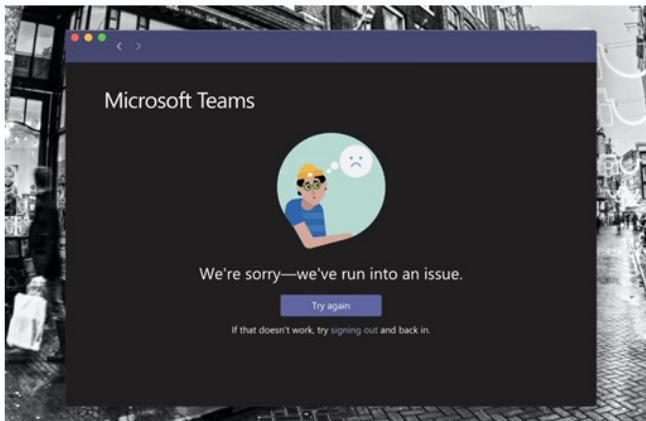 Microsoft Teams
We're sorry—we've run into an issue.
Try again
If that doesn't work, try signing out and back in.